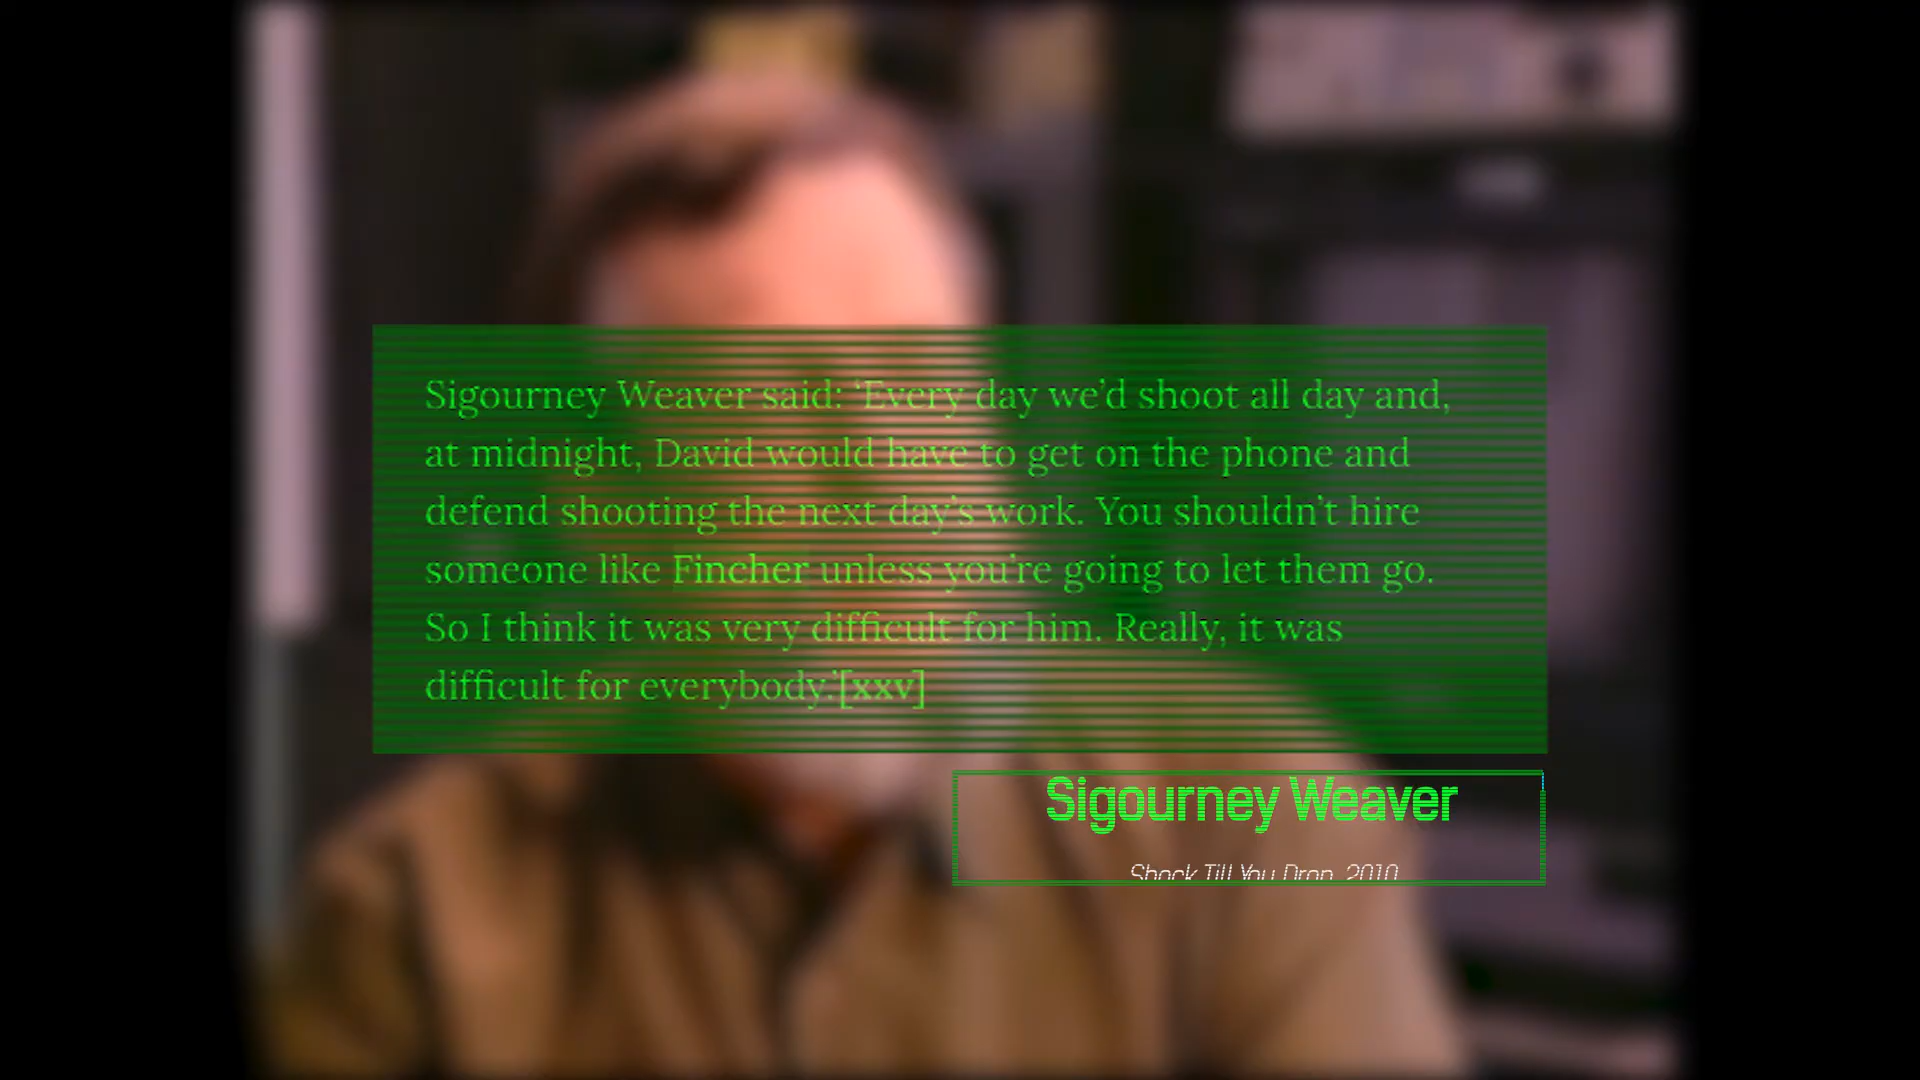 Sigourney Weaver said: ‘Every day we’d shoot all day and,
at midnight, David would have to get on the phone and
defend shooting the next day’s work. You shouldn’t hire
someone like Fincher unless you’re going to let them go.
So I think it was very difficult for him. Really, it was
difficult for everybody.’[xxv]
Sigourney Weaver
Shock Till You Drop, 2010